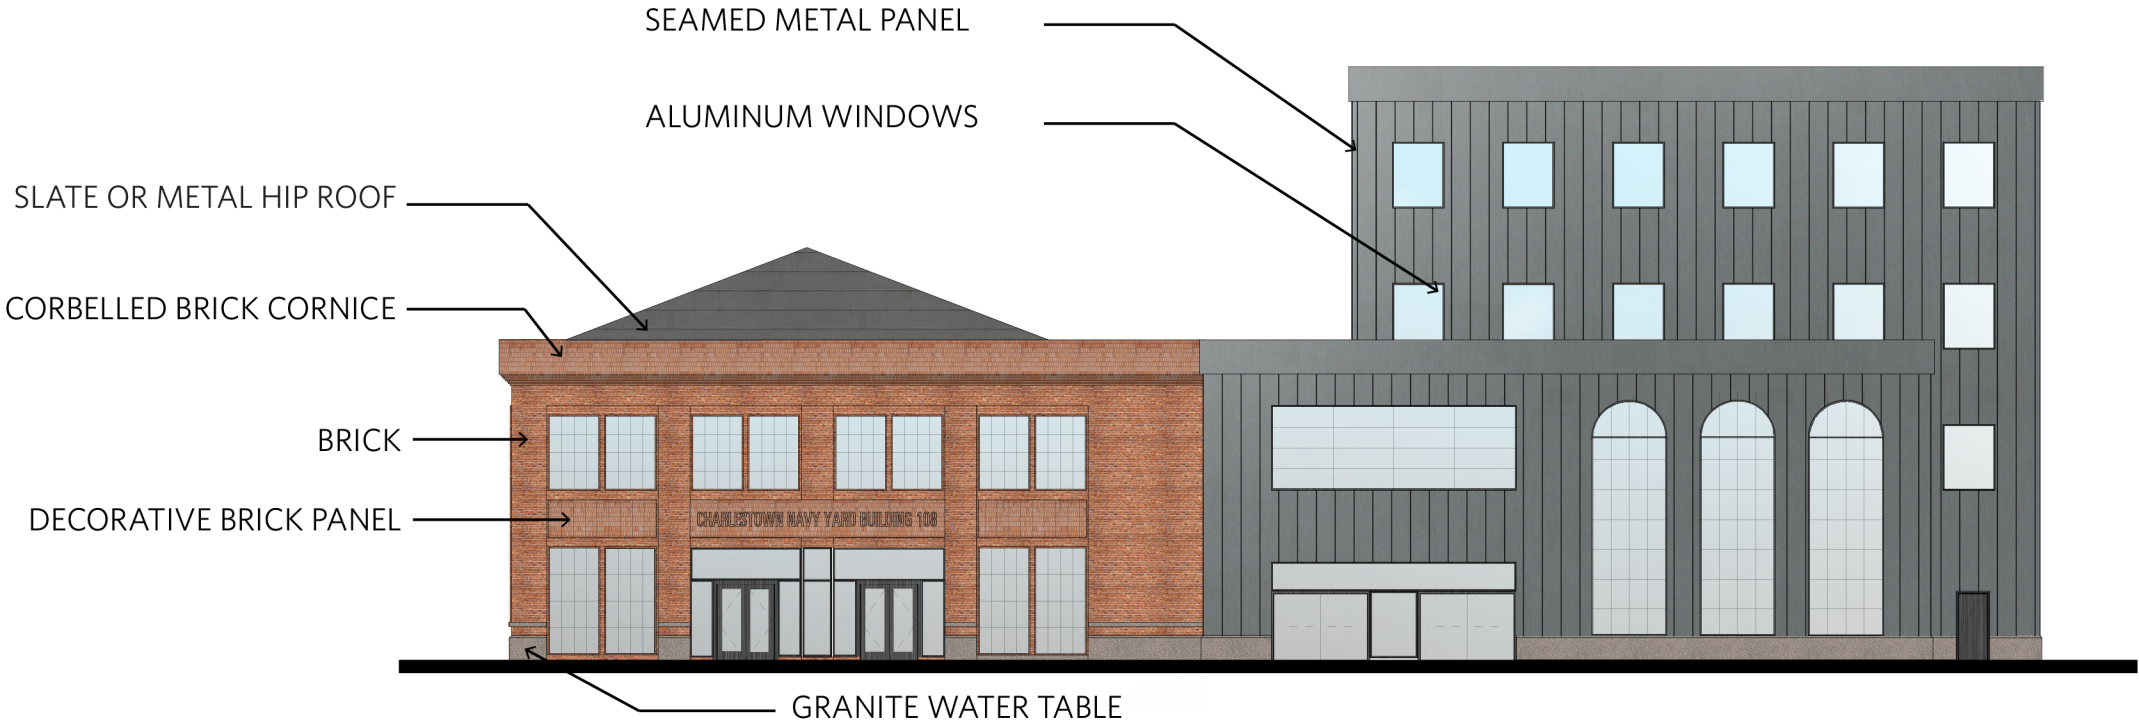 SEAMED METAL PANEL
ALUMINUM WINDOWS
SLATE OR METAL HIP ROOF
CORBELLED BRICK CORNICE
BRICK
DECORATIVE BRICK PANEL
CHARLESTOWN NAVY YARD BUILDING 108
GRANITE WATER TABLE